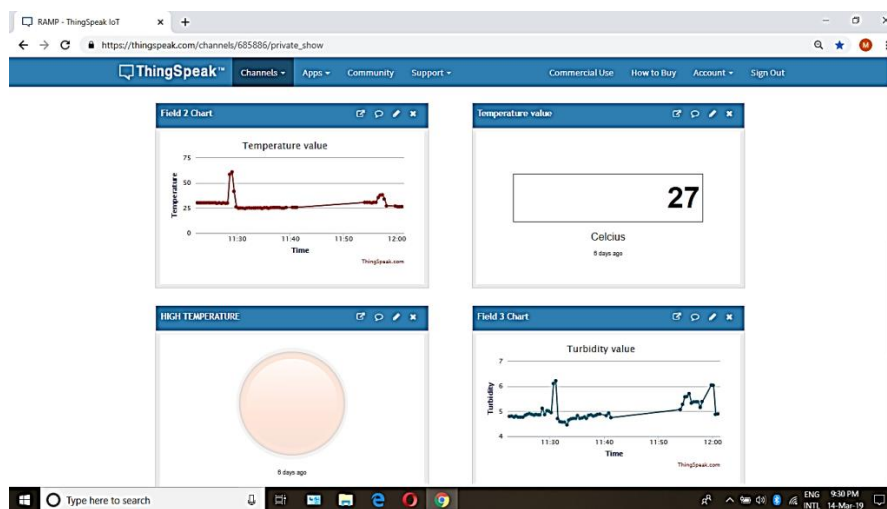 RAMP - ThingSpeak IoT
https://thingspeak.com/channels/685886/private_show
M
ThingSpeak™ Channels Apps Community Support Commercial Use How to Buy Account Sign Out
Field 2 Chart
Temperature value
75
50
25
0
Temperature
11:30 11:40 11:50 12:00
Time
ThingSpeak.com
Temperature value
27
Celcius
6 days ago
HIGH TEMPERATURE
6 days ago
Field 3 Chart
Turbidity value
7
6
5
4
Turbidity
11:30 11:40 11:50 12:00
Time
ThingSpeak.com
Type here to search
ENG 9:30 PM
INTL 14-Mar-19